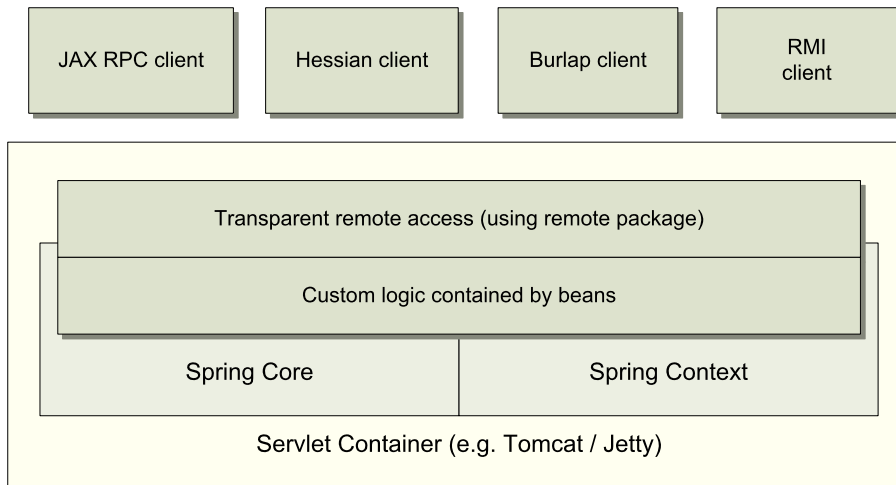 JAX RPC client
Hessian client
Burlap client
RMI
client
Transparent remote access (using remote package)
Custom logic contained by beans
Spring Core
Spring Context
Servlet Container (e.g. Tomcat / Jetty)